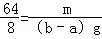 64/8 = m/((b-a)g)